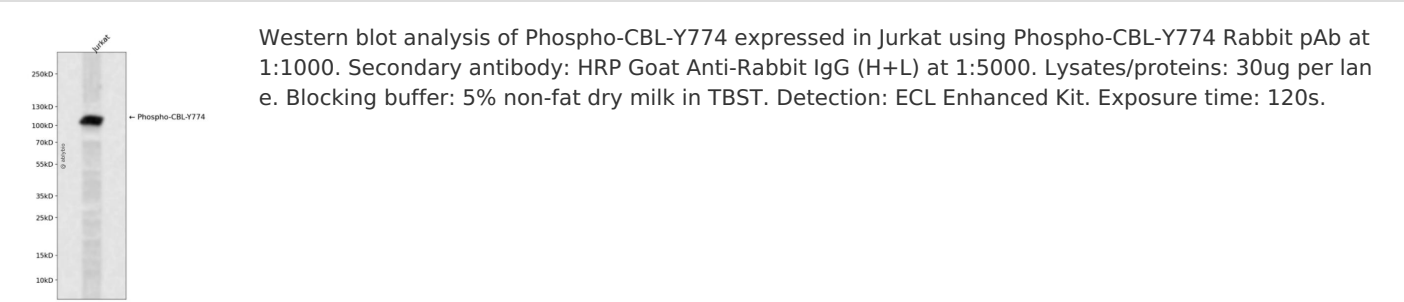 Jurkat
250kD
130kD
← Phospho-CBL-Y774
100kD
70kD
55kD
@ abybio
35kD
25kD
15kD
10kD
Western blot analysis of Phospho-CBL-Y774 expressed in Jurkat using Phospho-CBL-Y774 Rabbit pAb at
1:1000. Secondary antibody: HRP Goat Anti-Rabbit IgG (H+L) at 1:5000. Lysates/proteins: 30ug per lan
e. Blocking buffer: 5% non-fat dry milk in TBST. Detection: ECL Enhanced Kit. Exposure time: 120s.